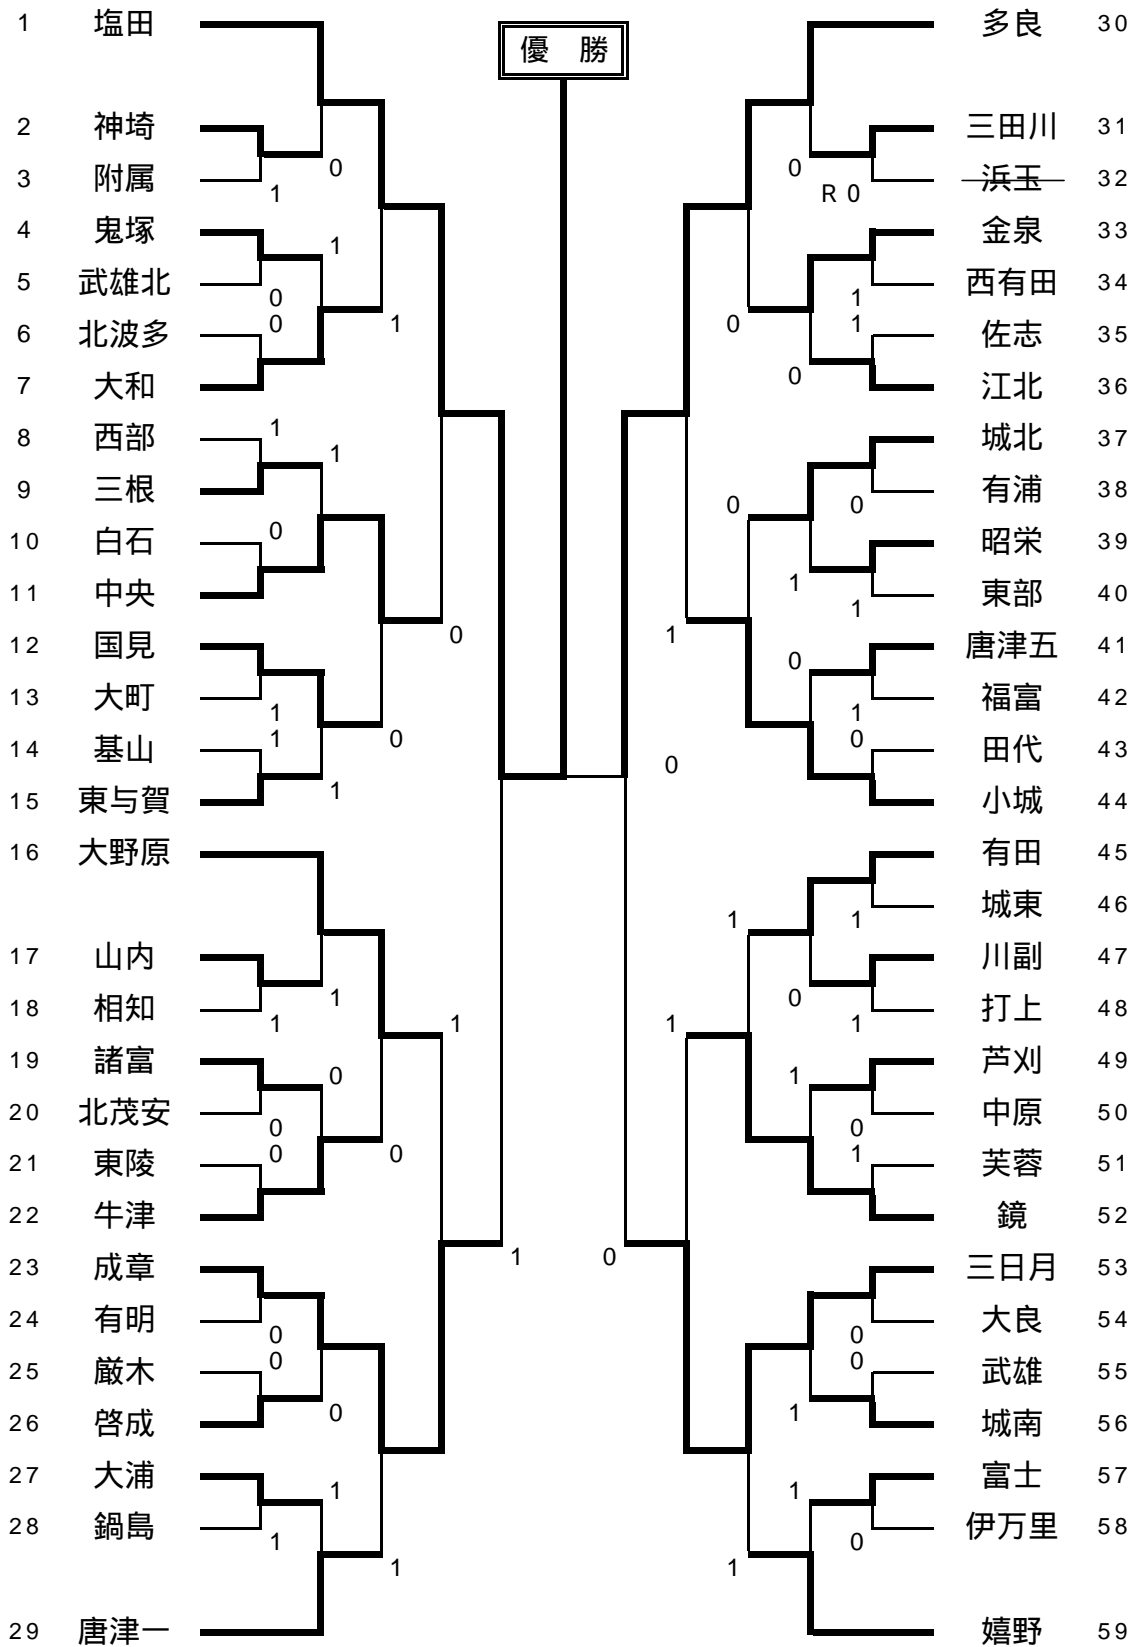 優 勝
1 塩田
0
2 神埼
3 附属
1
4 鬼塚
1
5 武雄北
0
0
6 北波多
1
7 大和
8 西部
1
1
9 三根
10 白石
0
11 中央
12 国見
0
13 大町
1
14 基山
1
0
15 東与賀
1
16 大野原
17 山内
18 相知
1
1
1
19 諸富
0
20 北茂安
0
21 東陵
0
0
22 牛津
23 成章
1
24 有明
0
25 厳木
0
26 啓成
0
27 大浦
1
28 鍋島
1
1
29 唐津一
多良 30
三田川 31
0
浜玉 32
R 0
金泉 33
西有田 34
1
佐志 35
1
0
江北 36
0
城北 37
有浦 38
0
0
昭栄 39
東部 40
1
1
唐津五 41
1
0
福富 42
1
田代 43
0
小城 44
0
有田 45
城東 46
1
1
川副 47
打上 48
0
1
1
芦刈 49
1
中原 50
0
芙蓉 51
1
鏡 52
三日月 53
0
大良 54
0
武雄 55
0
城南 56
1
富士 57
1
伊万里 58
0
1
嬉野 59